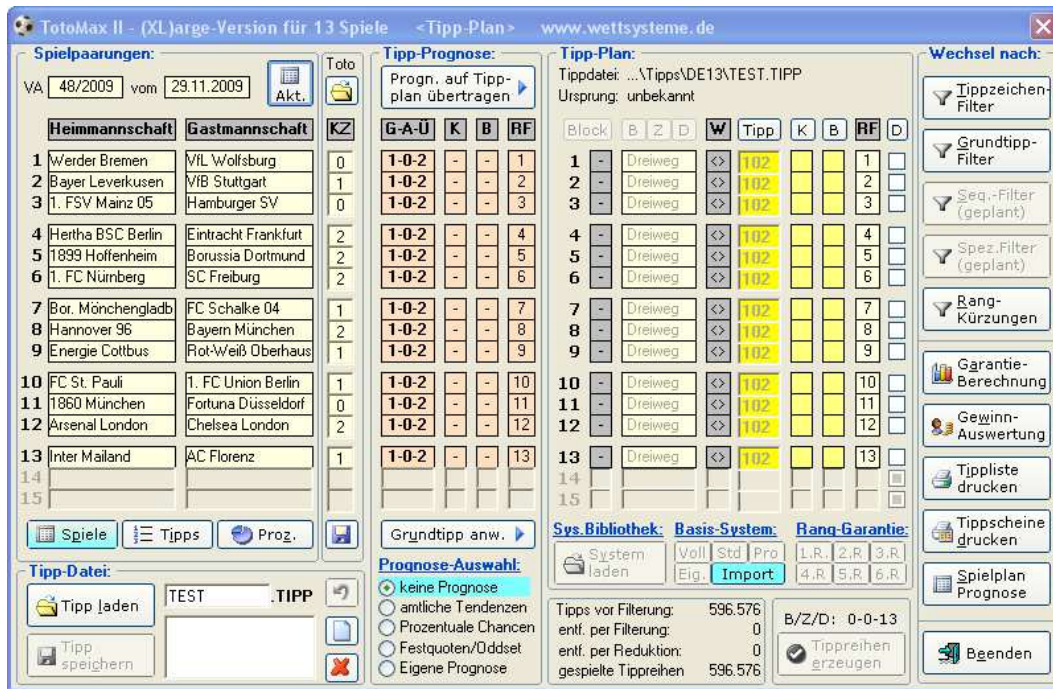 TotoMax II - (XL)arge-Version für 13 Spiele <Tipp-Plan> www.wettsysteme.de
Spielpaarungen:
VA 48/2009 vom 29.11.2009 Akt.
Toto
Heimmannschaft Gastmannschaft KZ
1 Werder Bremen VfL Wolfsburg 0
2 Bayer Leverkusen VfB Stuttgart 1
3 1. FSV Mainz 05 Hamburger SV 0
4 Hertha BSC Berlin Eintracht Frankfurt 2
5 1899 Hoffenheim Borussia Dortmund 2
6 1. FC Nürnberg SC Freiburg 2
7 Bor. Mönchengladb FC Schalke 04 1
8 Hannover 96 Bayern München 2
9 Energie Cottbus Rot-Weiß Oberhaus 1
10 FC St. Pauli 1. FC Union Berlin 1
11 1860 München Fortuna Düsseldorf 0
12 Arsenal London Chelsea London 2
13 Inter Mailand AC Florenz 1
14
15
Spiele Tipps Proz.
Tipp-Datei:
Tipp laden TEST .TIPP
Tipp speichern
Tipp-Prognose:
Progn. auf Tipp-
plan übertragen
G-A-Ü K B RF
1-0-2 - - 1
1-0-2 - - 2
1-0-2 - - 3
1-0-2 - - 4
1-0-2 - - 5
1-0-2 - - 6
1-0-2 - - 7
1-0-2 - - 8
1-0-2 - - 9
1-0-2 - - 10
1-0-2 - - 11
1-0-2 - - 12
1-0-2 - - 13
Grundtipp anw.
Prognose-Auswahl:
keine Prognose
amtliche Tendenzen
Prozentuale Chancen
Festquoten/Oddset
Eigene Prognose
Tipp-Plan:
Tippdatei: ...\Tipps\DE13\TEST.TIPP
Ursprung: unbekannt
Block B Z D W Tipp K B RF D
1 - Dreiweg <> 102 1
2 - Dreiweg <> 102 2
3 - Dreiweg <> 102 3
4 - Dreiweg <> 102 4
5 - Dreiweg <> 102 5
6 - Dreiweg <> 102 6
7 - Dreiweg <> 102 7
8 - Dreiweg <> 102 8
9 - Dreiweg <> 102 9
10 - Dreiweg <> 102 10
11 - Dreiweg <> 102 11
12 - Dreiweg <> 102 12
13 - Dreiweg <> 102 13
14
15
Sys.Bibliothek: Basis-System: Rang-Garantie:
System laden
Voll Std Pro
Eig. Import
1.R. 2.R 3.R
4.R 5.R 6.R
Tipps vor Filterung: 596.576
entf. per Filterung: 0
entf. per Reduktion: 0
gespielte Tippreihen 596.576
B/Z/D: 0-0-13
Tippreihen
erzeugen
Wechsel nach:
Tippzeichen-
Filter
Grundtipp-
Filter
Seq.-Filter
(geplant)
Spez.Filter
(geplant)
Rang-
Kürzungen
Garantie-
Berechnung
Gewinn-
Auswertung
Tippliste
drucken
Tippscheine
drucken
Spielplan
Prognose
Beenden